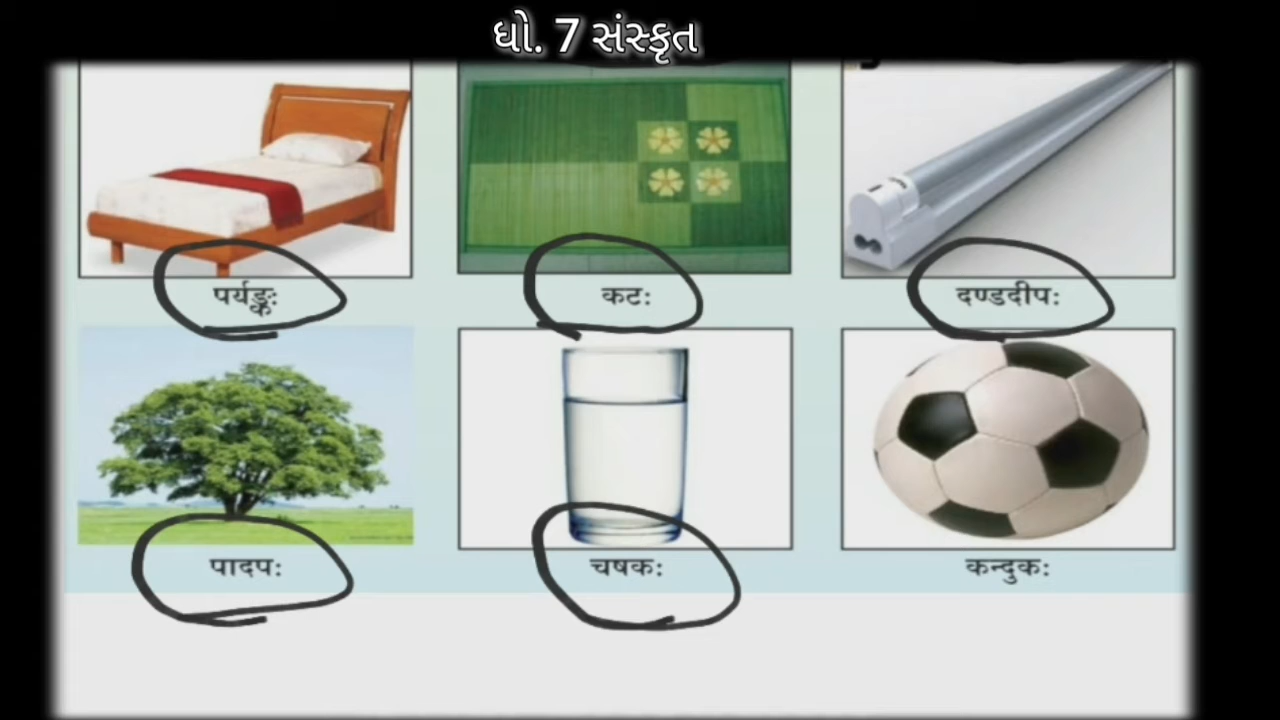 ધો. 7 સંસ્કૃત
पर्यङ्कः
कटः
दण्डदीपः
पादपः
चषकः
कन्दुकः